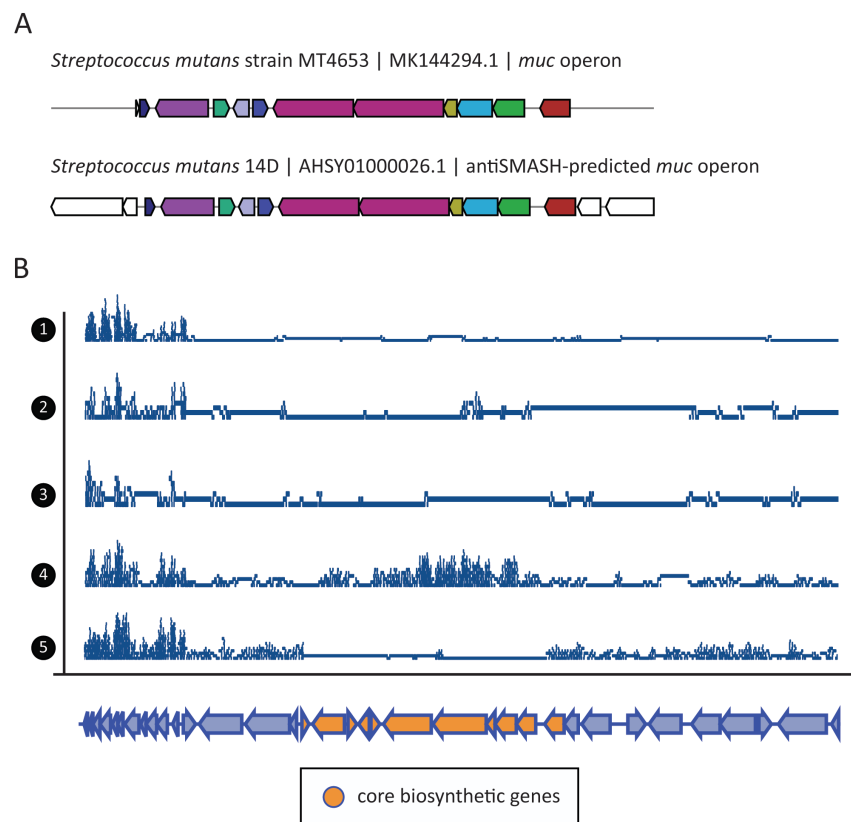 A
Streptococcus mutans strain MT4653 | MK144294.1 | muc operon
Streptococcus mutans 14D | AHSY01000026.1 | antiSMASH-predicted muc operon
B
1
2
3
4
5
core biosynthetic genes